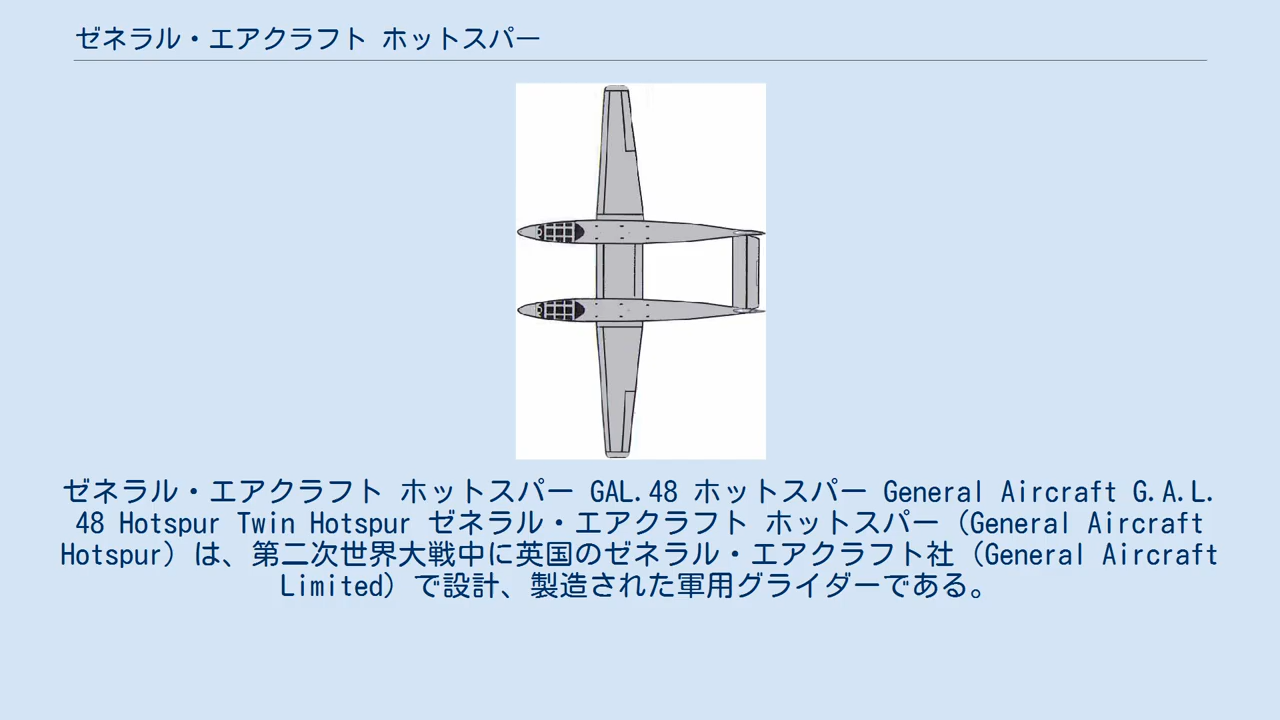 ゼネラル・エアクラフト ホットスパー
ゼネラル・エアクラフト ホットスパー GAL.48 ホットスパー General Aircraft G.A.L.
48 Hotspur Twin Hotspur ゼネラル・エアクラフト ホットスパー（General Aircraft
Hotspur）は、第二次世界大戦中に英国のゼネラル・エアクラフト社（General Aircraft
Limited）で設計、製造された軍用グライダーである。